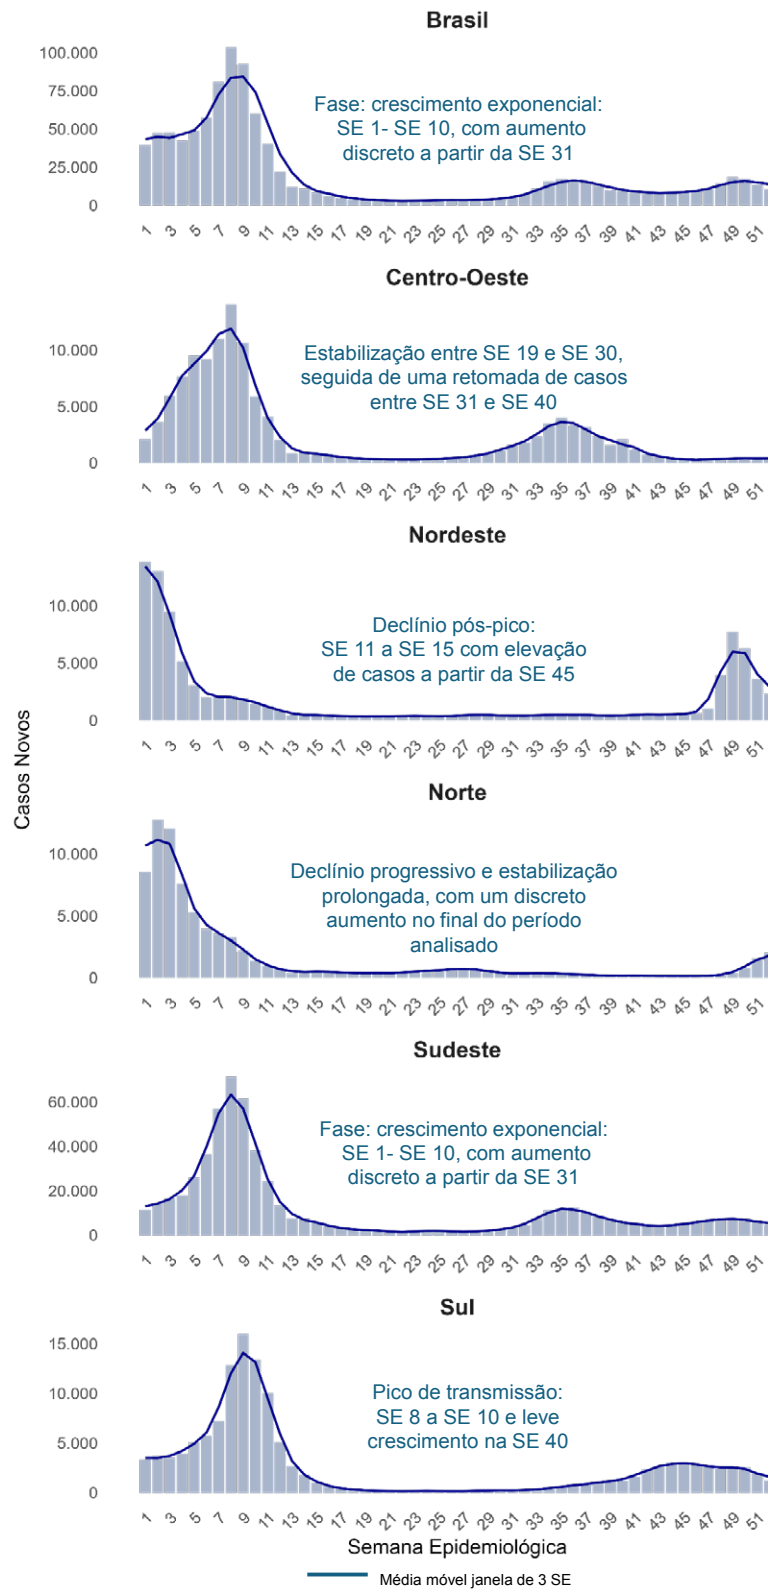 Brasil
100.000
75.000
50.000
25.000
0
Fase: crescimento exponencial:
SE 1- SE 10, com aumento
discreto a partir da SE 31
1 3 5 7 9 11 13 15 17 19 21 23 25 27 29 31 33 35 37 39 41 43 45 47 49 51
Centro-Oeste
10.000
5.000
0
Estabilização entre SE 19 e SE 30,
seguida de uma retomada de casos
entre SE 31 e SE 40
1 3 5 7 9 11 13 15 17 19 21 23 25 27 29 31 33 35 37 39 41 43 45 47 49 51
Nordeste
10.000
5.000
0
Declínio pós-pico:
SE 11 a SE 15 com elevação
de casos a partir da SE 45
1 3 5 7 9 11 13 15 17 19 21 23 25 27 29 31 33 35 37 39 41 43 45 47 49 51
Casos Novos
Norte
10.000
5.000
0
Declínio progressivo e estabilização
prolongada, com um discreto
aumento no final do período
analisado
1 3 5 7 9 11 13 15 17 19 21 23 25 27 29 31 33 35 37 39 41 43 45 47 49 51
Sudeste
60.000
40.000
20.000
0
Fase: crescimento exponencial:
SE 1- SE 10, com aumento
discreto a partir da SE 31
1 3 5 7 9 11 13 15 17 19 21 23 25 27 29 31 33 35 37 39 41 43 45 47 49 51
Sul
15.000
10.000
5.000
0
Pico de transmissão:
SE 8 a SE 10 e leve
crescimento na SE 40
1 3 5 7 9 11 13 15 17 19 21 23 25 27 29 31 33 35 37 39 41 43 45 47 49 51
Semana Epidemiológica
Média móvel janela de 3 SE